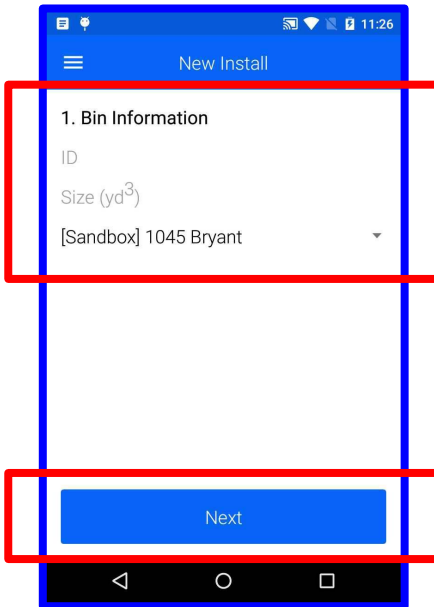 11:26
New Install
1. Bin Information
ID
Size (yd³)
[Sandbox] 1045 Bryant
Next